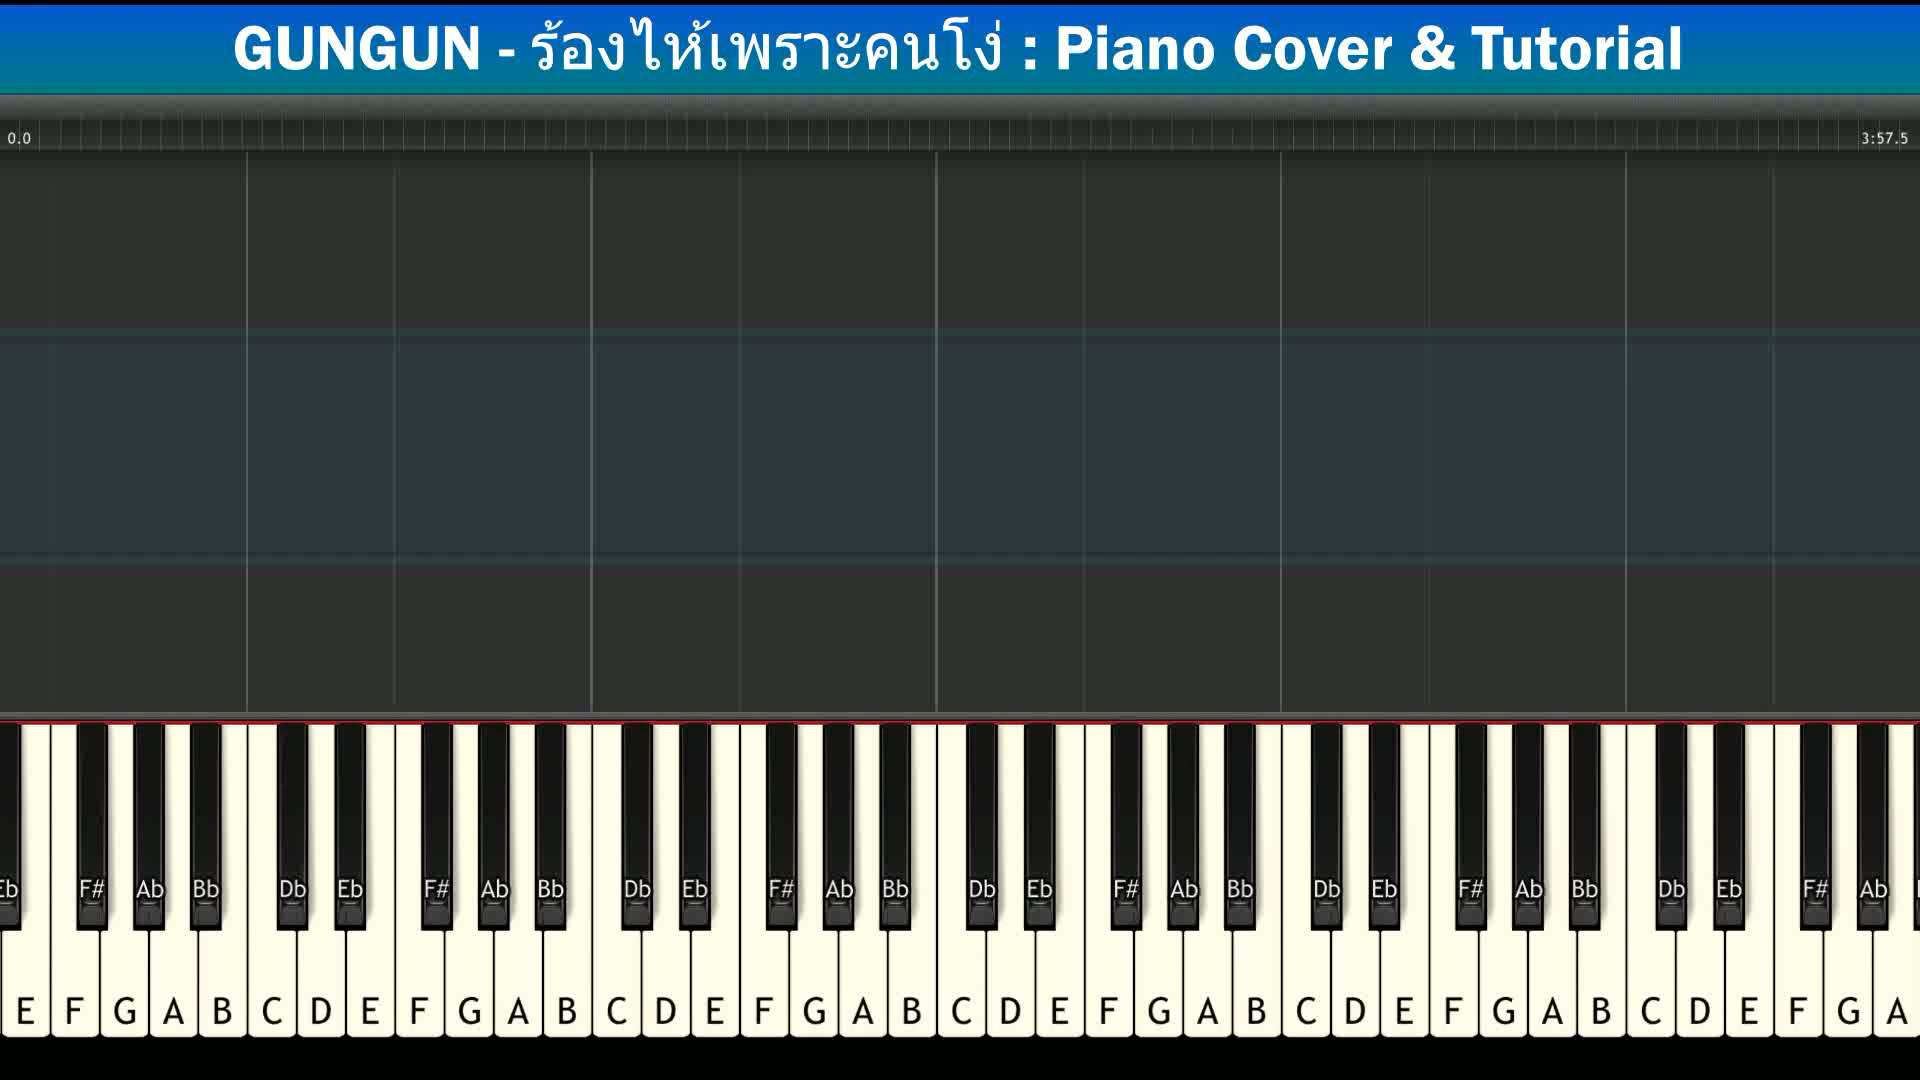 GUNGUN - ร้องไห้เพราะคนโง่ : Piano Cover & Tutorial
0.0 3:57.5
Eb F# Ab Bb Db Eb F# Ab Bb Db Eb F# Ab Bb Db Eb F# Ab Bb Db Eb F# Ab Bb Db Eb F# Ab
E F G A B C D E F G A B C D E F G A B C D E F G A B C D E F G A B C D E F G A